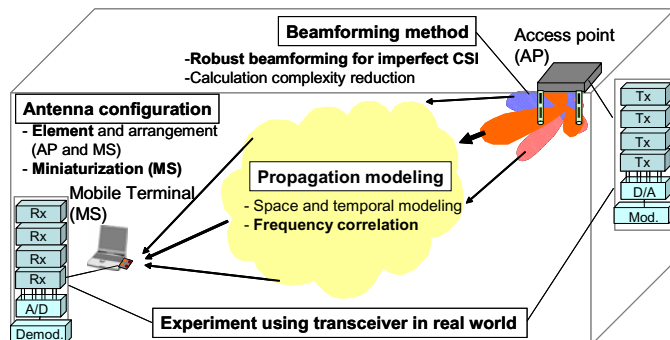 Beamforming method
-Robust beamforming for imperfect CSI
-Calculation complexity reduction
Access point
(AP)
Antenna configuration
- Element and arrangement
(AP and MS)
- Miniaturization (MS)
Mobile Terminal
(MS)
Propagation modeling
- Space and temporal modeling
- Frequency correlation
Tx
Tx
Tx
Tx
D/A
Mod.
Rx
Rx
Rx
Rx
A/D
Demod.
Experiment using transceiver in real world